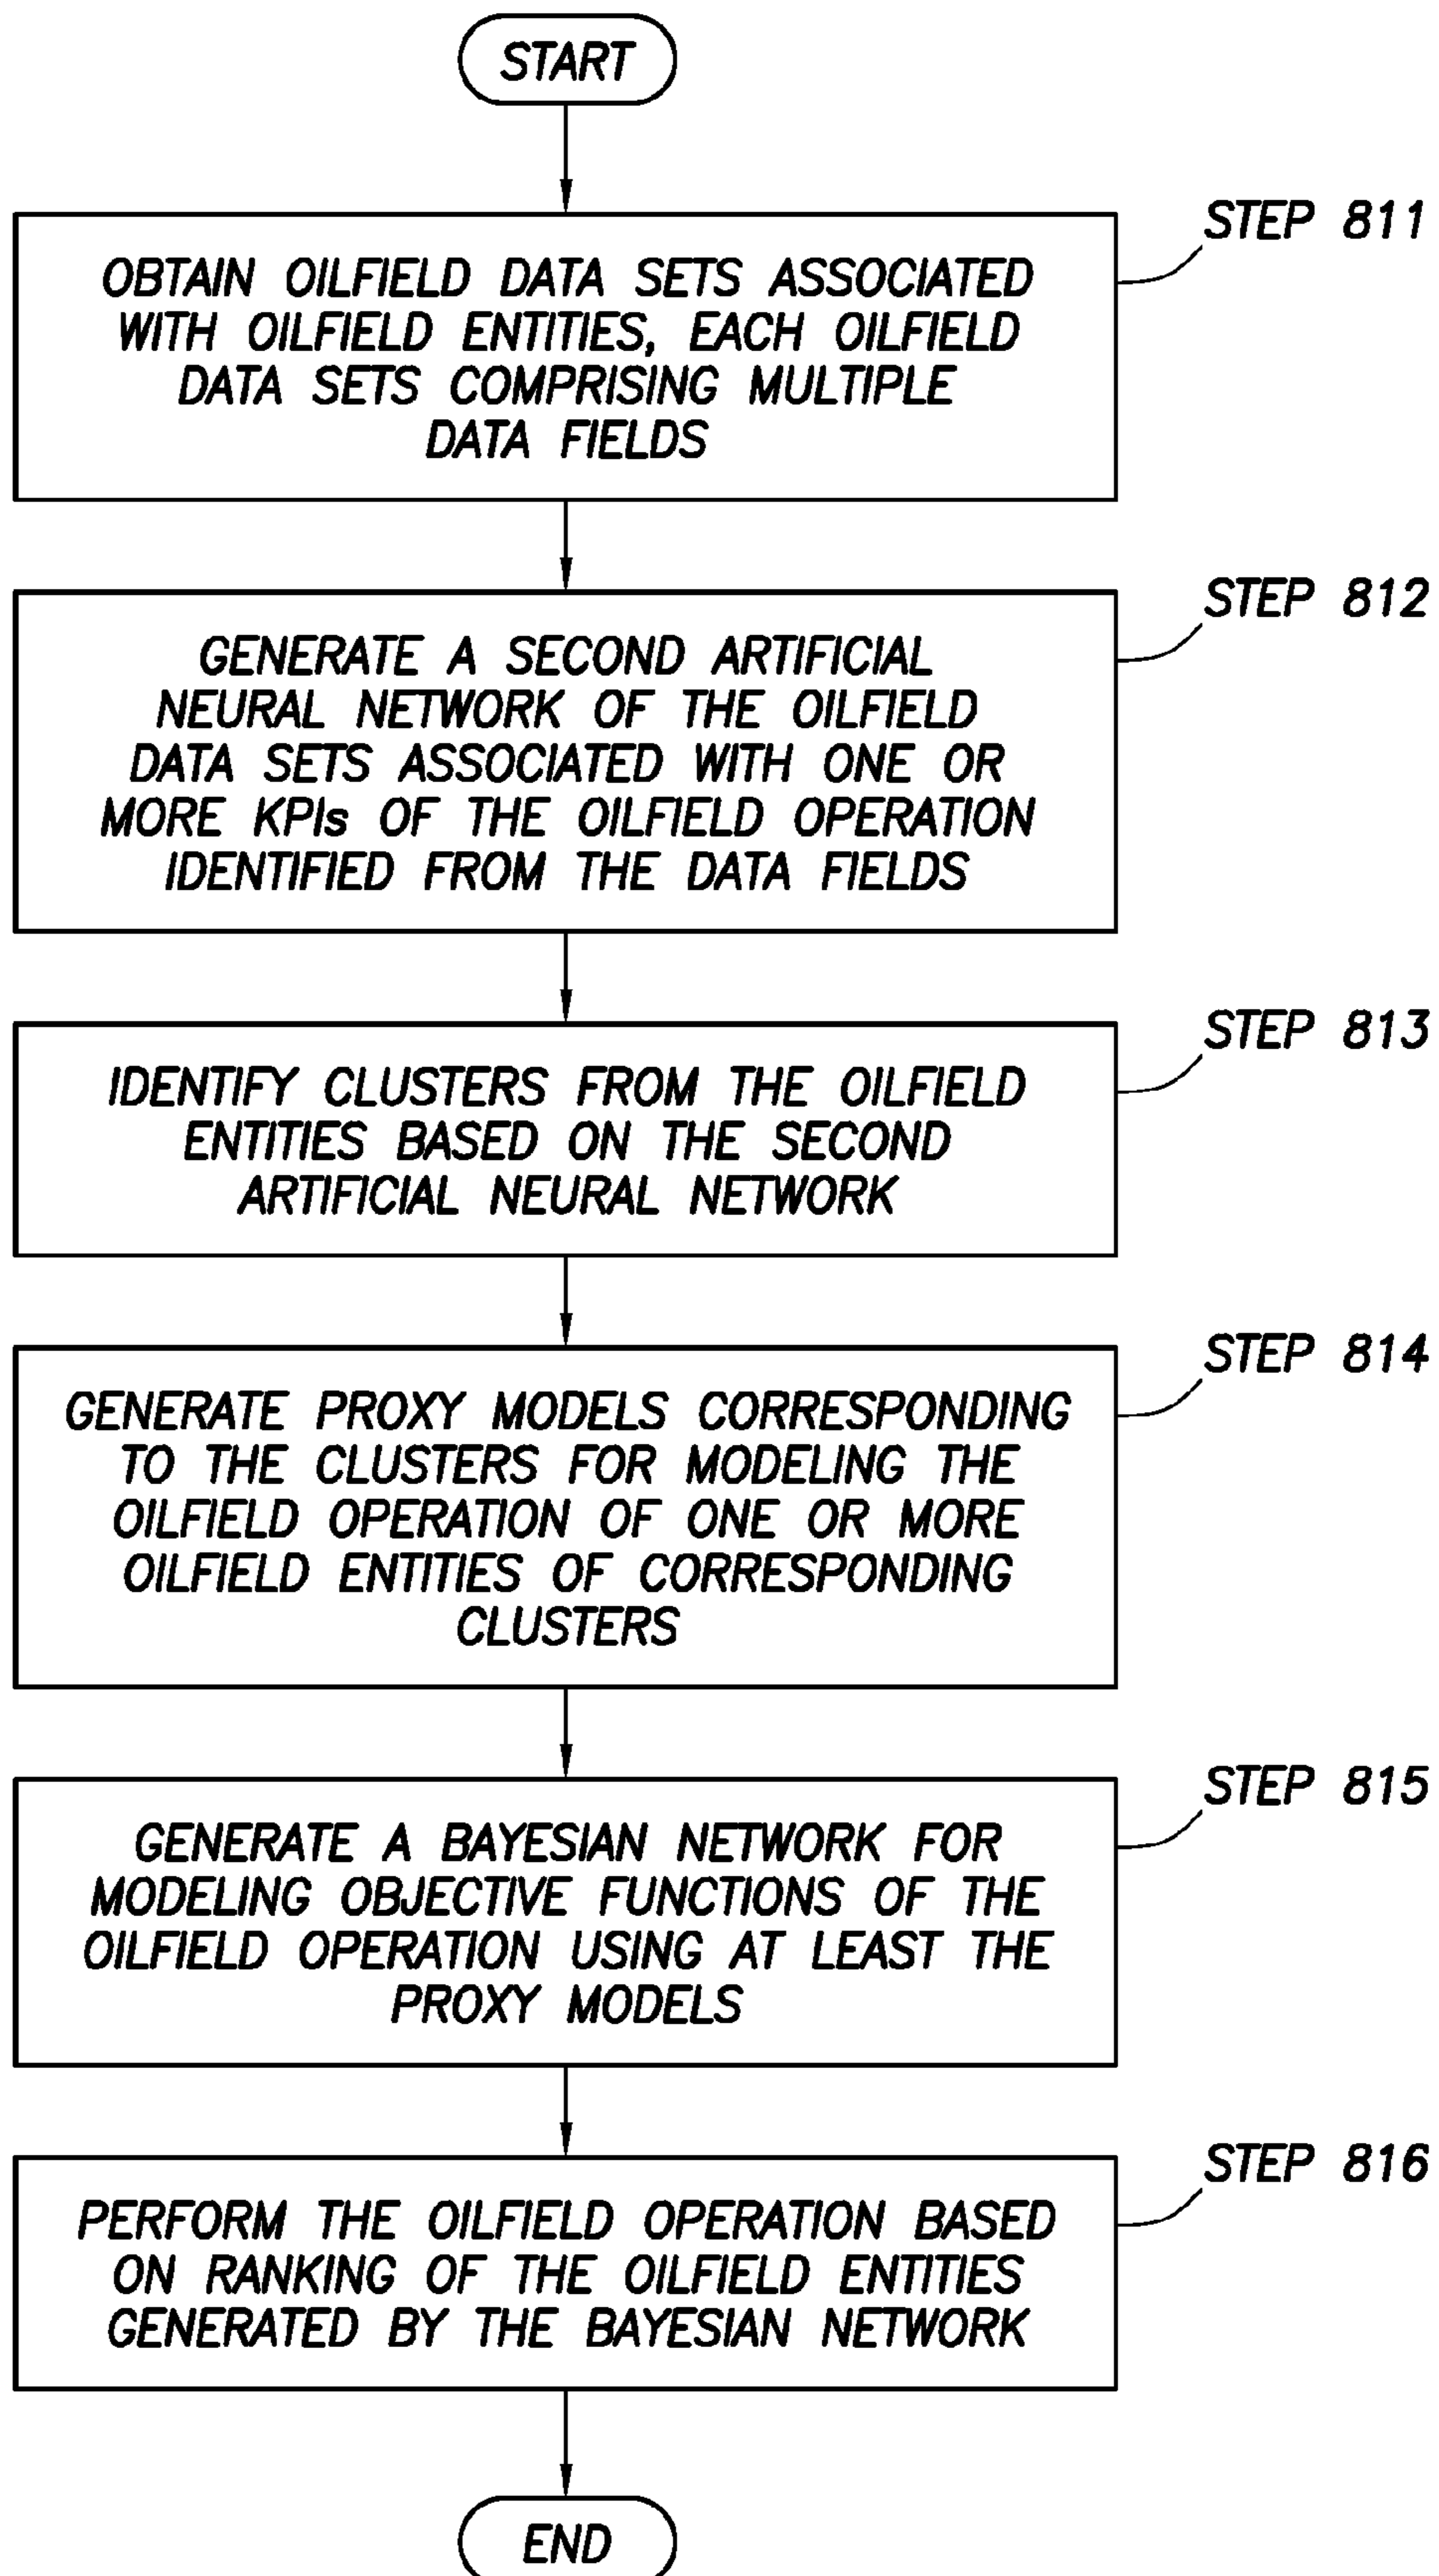 START
STEP 811
OBTAIN OILFIELD DATA SETS ASSOCIATED
WITH OILFIELD ENTITIES, EACH OILFIELD
DATA SETS COMPRISING MULTIPLE
DATA FIELDS
STEP 812
GENERATE A SECOND ARTIFICIAL
NEURAL NETWORK OF THE OILFIELD
DATA SETS ASSOCIATED WITH ONE OR
MORE KPIs OF THE OILFIELD OPERATION
IDENTIFIED FROM THE DATA FIELDS
STEP 813
IDENTIFY CLUSTERS FROM THE OILFIELD
ENTITIES BASED ON THE SECOND
ARTIFICIAL NEURAL NETWORK
STEP 814
GENERATE PROXY MODELS CORRESPONDING
TO THE CLUSTERS FOR MODELING THE
OILFIELD OPERATION OF ONE OR MORE
OILFIELD ENTITIES OF CORRESPONDING
CLUSTERS
STEP 815
GENERATE A BAYESIAN NETWORK FOR
MODELING OBJECTIVE FUNCTIONS OF THE
OILFIELD OPERATION USING AT LEAST THE
PROXY MODELS
STEP 816
PERFORM THE OILFIELD OPERATION BASED
ON RANKING OF THE OILFIELD ENTITIES
GENERATED BY THE BAYESIAN NETWORK
END